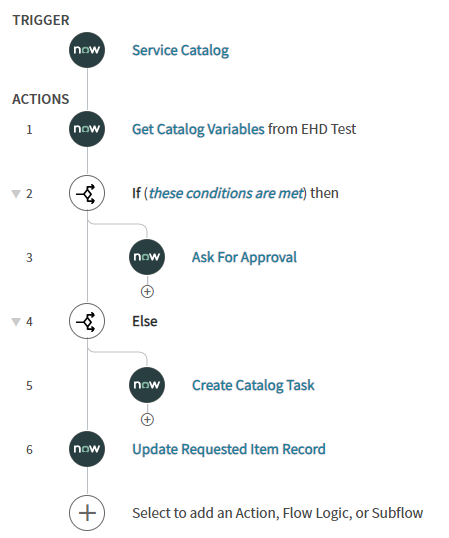 TRIGGER
now Service Catalog
ACTIONS
1 now Get Catalog Variables from EHD Test
2 If (these conditions are met) then
3 now Ask For Approval
4 Else
5 now Create Catalog Task
6 now Update Requested Item Record
Select to add an Action, Flow Logic, or Subflow